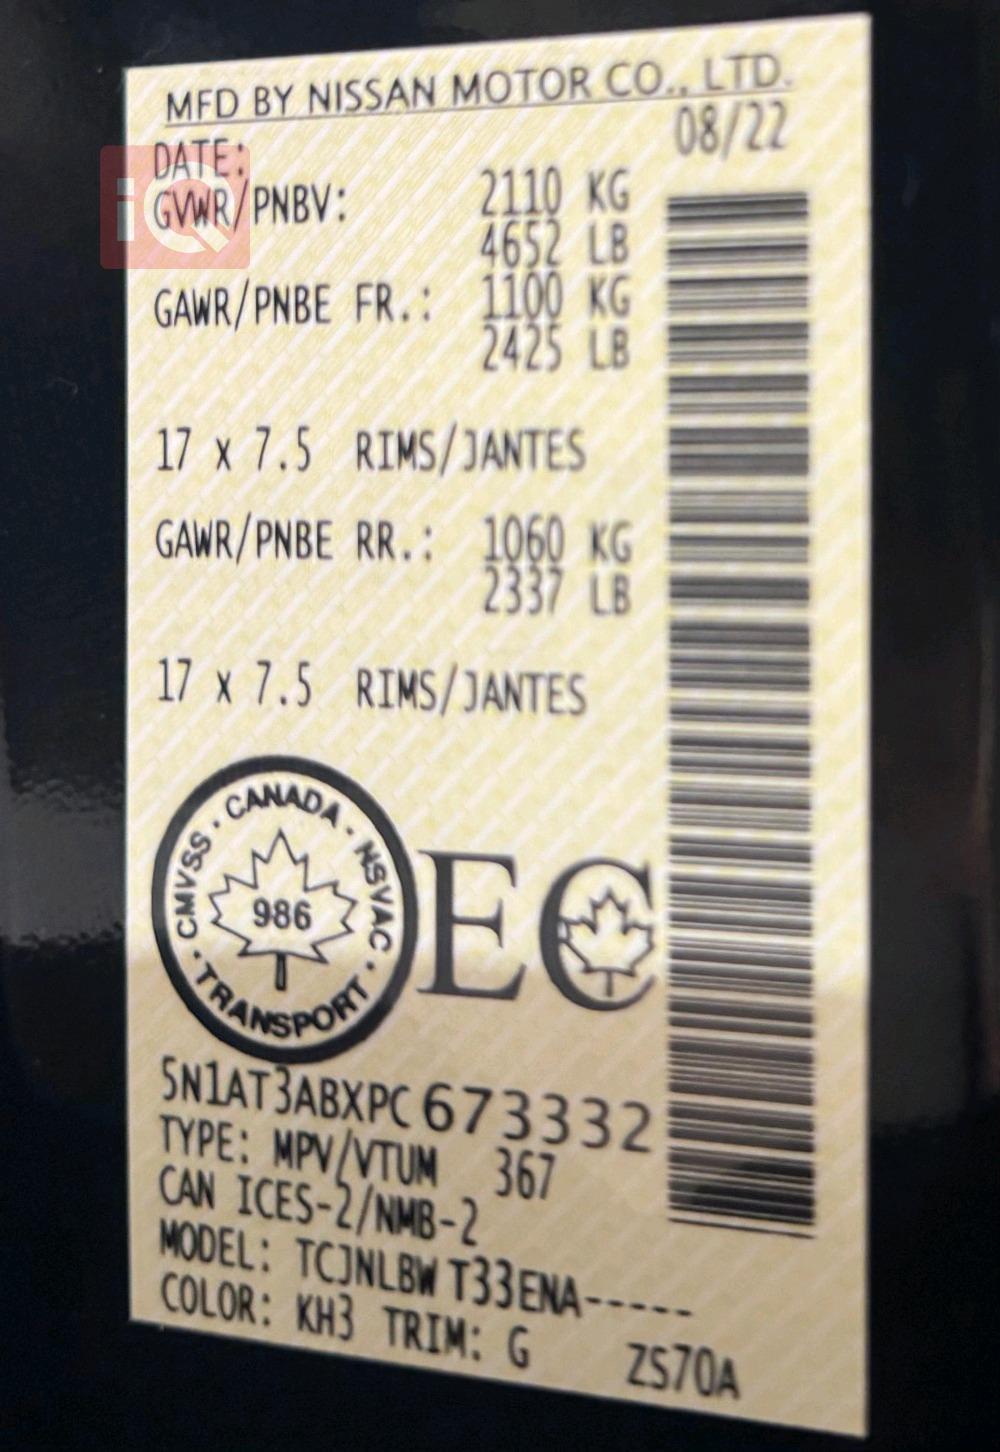 MFD BY NISSAN MOTOR CO., LTD.
DATE: 08/22
iQ
GVWR/PNBV: 2110 KG
4652 LB
GAWR/PNBE FR.: 1100 KG
2425 LB
17 x 7.5 RIMS/JANTES
GAWR/PNBE RR.: 1060 KG
2337 LB
17 x 7.5 RIMS/JANTES
CANADA · NSVAC · TRANSPORT · CMVSS ·
986
EC
5N1AT3ABXPC673332
TYPE: MPV/VTUM 367
CAN ICES-2/NMB-2
MODEL: TCJNLBW T33ENA-----
COLOR: KH3 TRIM: G ZS70A